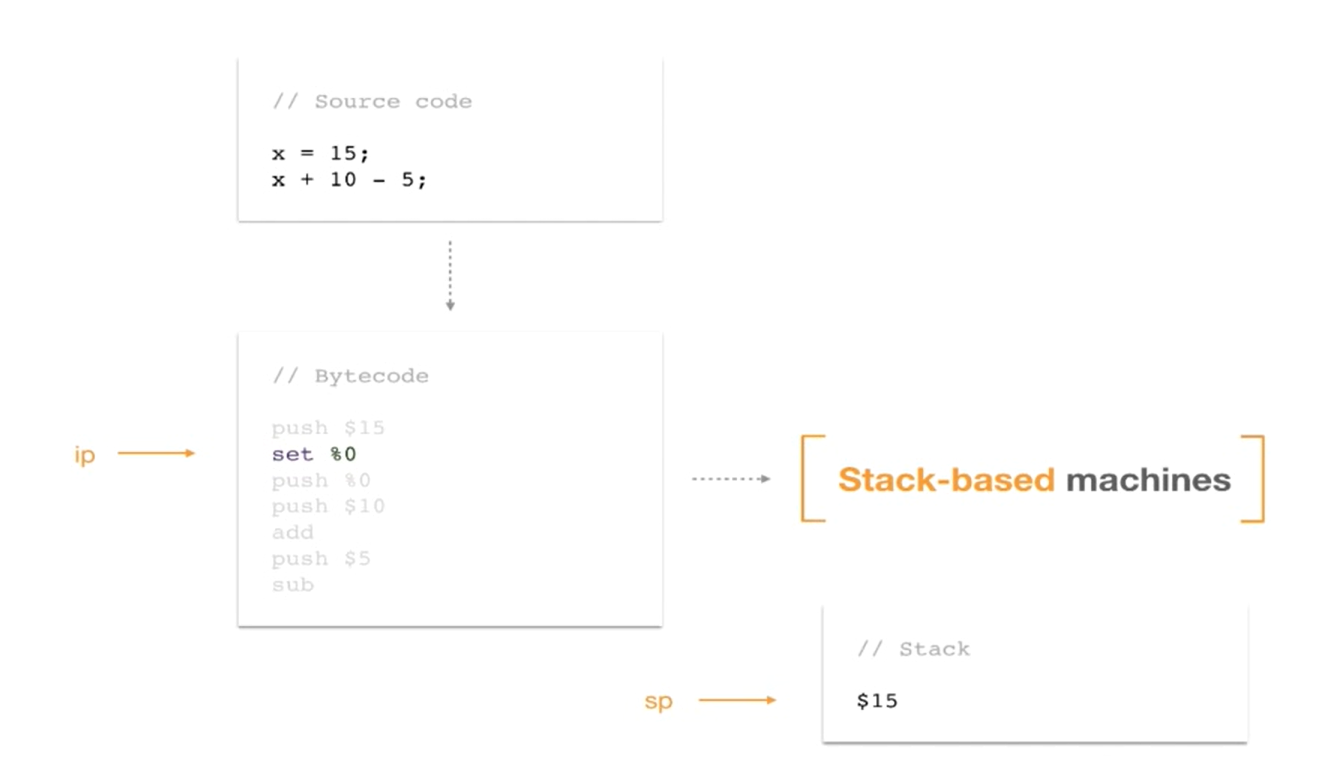 // Source code
x = 15;
x + 10 - 5;
// Bytecode
push $15
ip
set %0
push %0
push $10
add
push $5
sub
Stack-based machines
// Stack
sp
$15